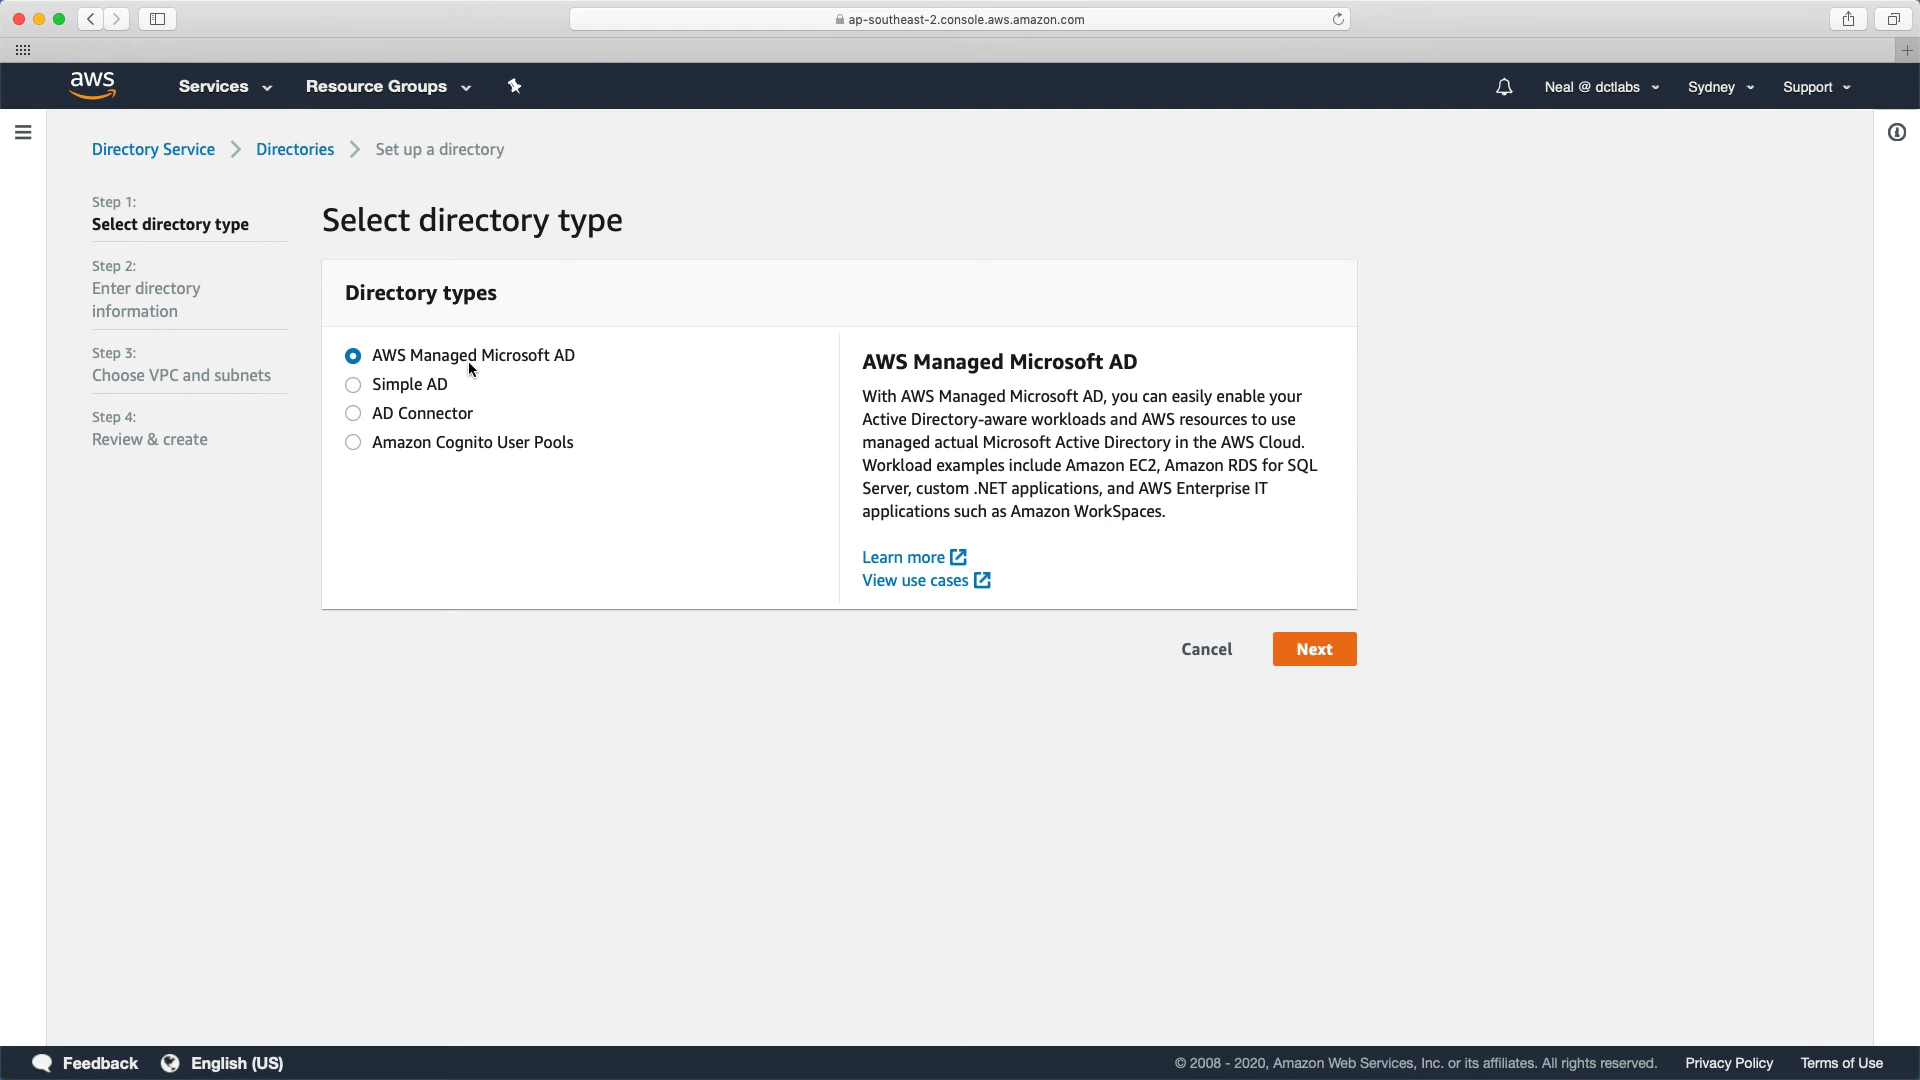 ap-southeast-2.console.aws.amazon.com
aws
Services
Resource Groups
Neal @ dctlabs
Sydney
Support
Directory Service
Directories
Set up a directory
Step 1:
Select directory type
Step 2:
Enter directory
information
Step 3:
Choose VPC and subnets
Step 4:
Review & create
Select directory type
Directory types
AWS Managed Microsoft AD
Simple AD
AD Connector
Amazon Cognito User Pools
AWS Managed Microsoft AD
With AWS Managed Microsoft AD, you can easily enable your
Active Directory-aware workloads and AWS resources to use
managed actual Microsoft Active Directory in the AWS Cloud.
Workload examples include Amazon EC2, Amazon RDS for SQL
Server, custom .NET applications, and AWS Enterprise IT
applications such as Amazon WorkSpaces.
Learn more
View use cases
Cancel
Next
Feedback
English (US)
© 2008 - 2020, Amazon Web Services, Inc. or its affiliates. All rights reserved.
Privacy Policy
Terms of Use